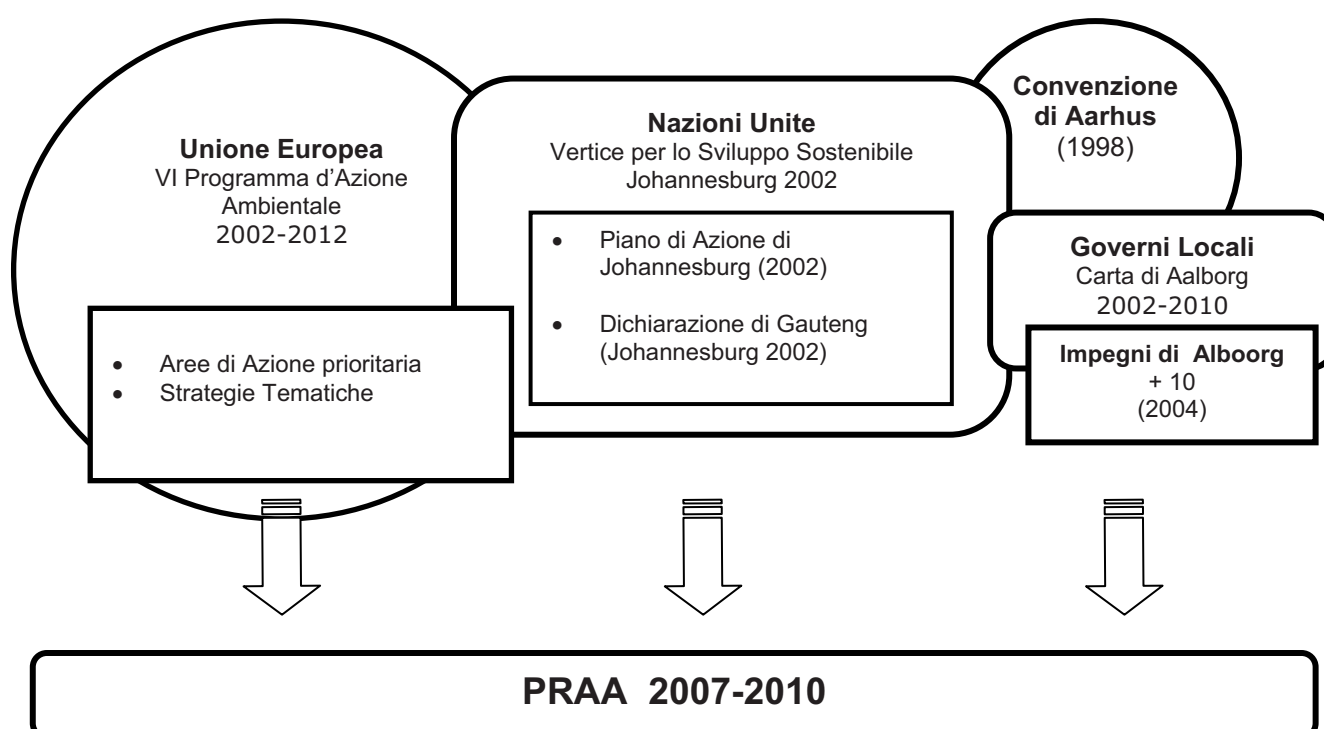 Unione Europea
VI Programma d'Azione
Ambientale
2002-2012
• Aree di Azione prioritaria
• Strategie Tematiche
Nazioni Unite
Vertice per lo Sviluppo Sostenibile
Johannesburg 2002
• Piano di Azione di
Johannesburg (2002)
• Dichiarazione di Gauteng
(Johannesburg 2002)
Convenzione
di Aarhus
(1998)
Governi Locali
Carta di Aalborg
2002-2010
Impegni di Alboorg
+ 10
(2004)
PRAA 2007-2010